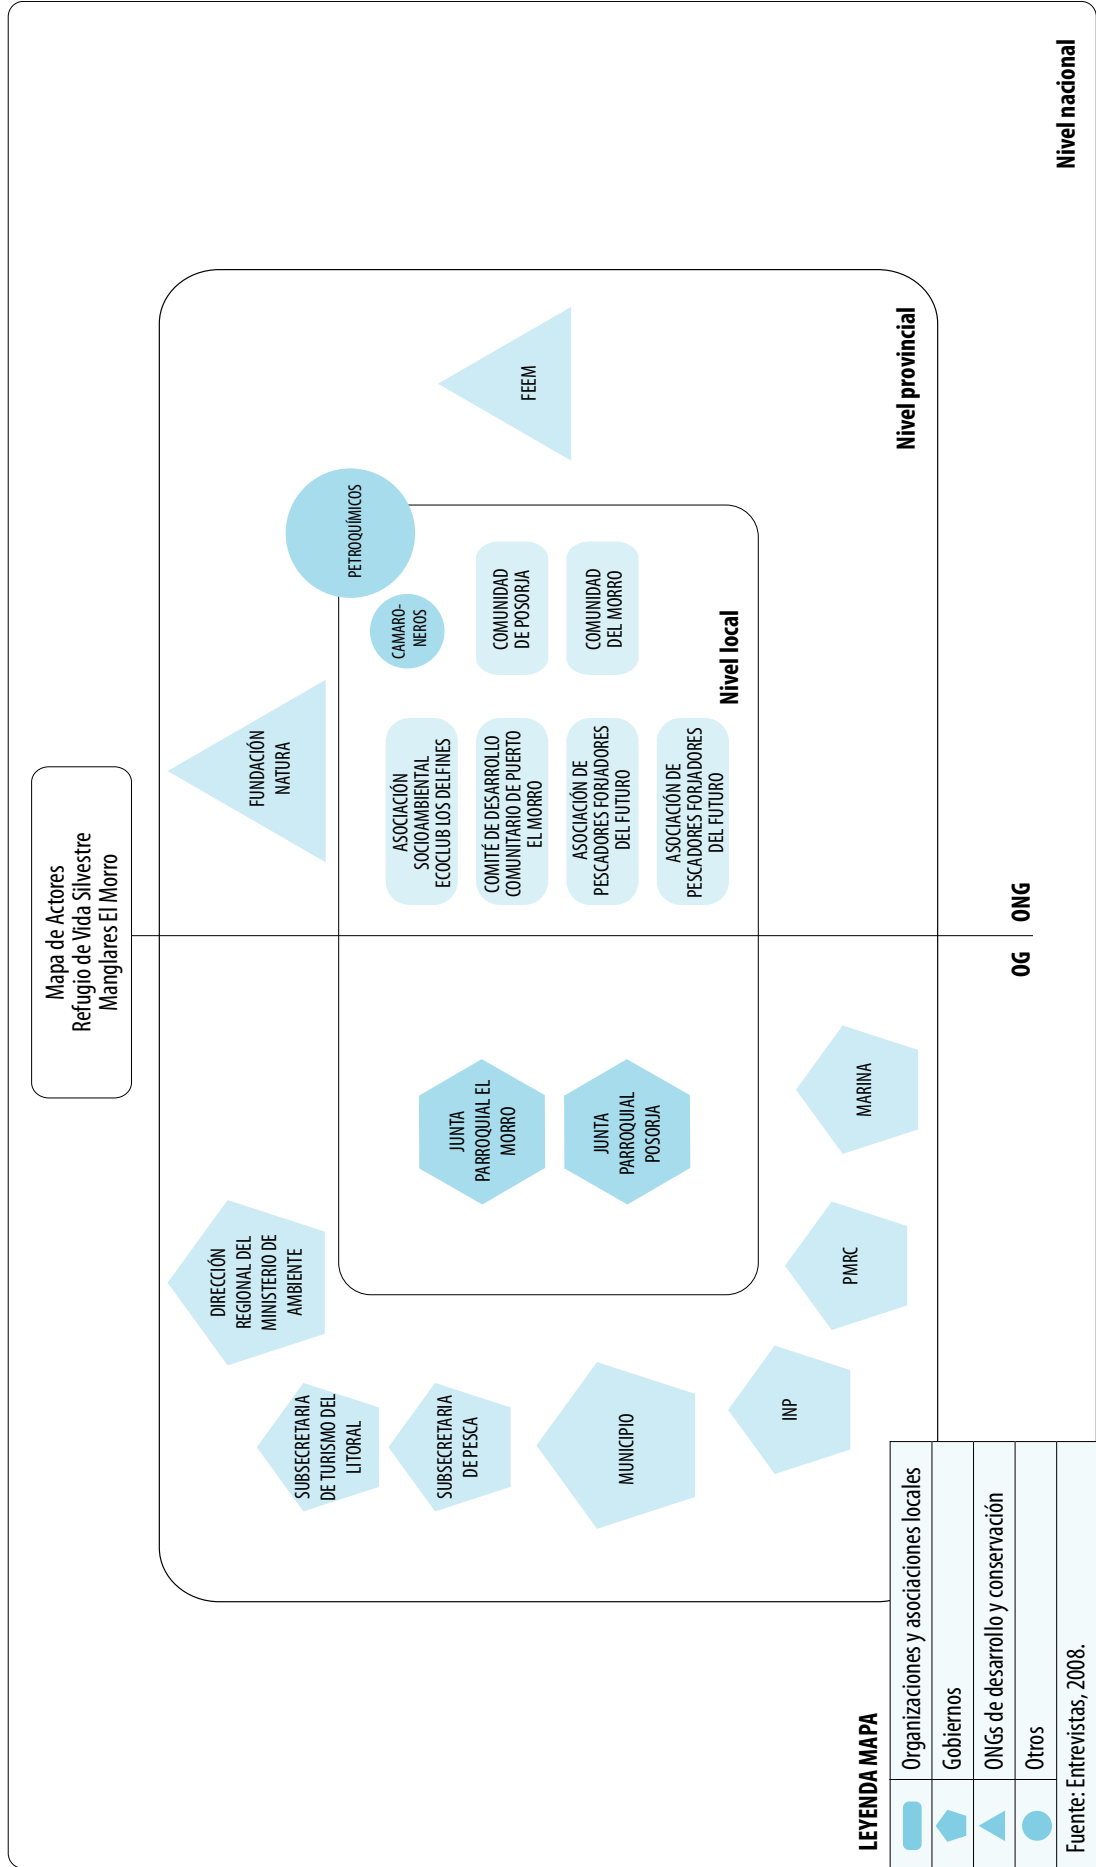 Mapa de Actores
Refugio de Vida Silvestre
Manglares El Morro
DIRECCIÓN
REGIONAL DEL
MINISTERIO DE
AMBIENTE
SUBSECRETARIA
DE TURISMO DEL
LITORAL
SUBSECRETARIA
DE PESCA
MUNICIPIO
INP
PMRC
MARINA
JUNTA
PARROQUIAL EL
MORRO
JUNTA
PARROQUIAL
POSORJA
FUNDACIÓN
NATURA
PETROQUÍMICOS
CAMARO-
NEROS
FEEM
ASOCIACIÓN
SOCIOAMBIENTAL
ECOCLUB LOS DELFINES
COMITÉ DE DESARROLLO
COMUNITARIO DE PUERTO
EL MORRO
ASOCIACIÓN DE
PESCADORES FORJADORES
DEL FUTURO
ASOCIACIÓN DE
PESCADORES FORJADORES
DEL FUTURO
COMUNIDAD
DE POSORJA
COMUNIDAD
DEL MORRO
Nivel local
Nivel provincial
OG
ONG
Nivel nacional
LEYENDA MAPA
Organizaciones y asociaciones locales
Gobiernos
ONGs de desarrollo y conservación
Otros
Fuente: Entrevistas, 2008.